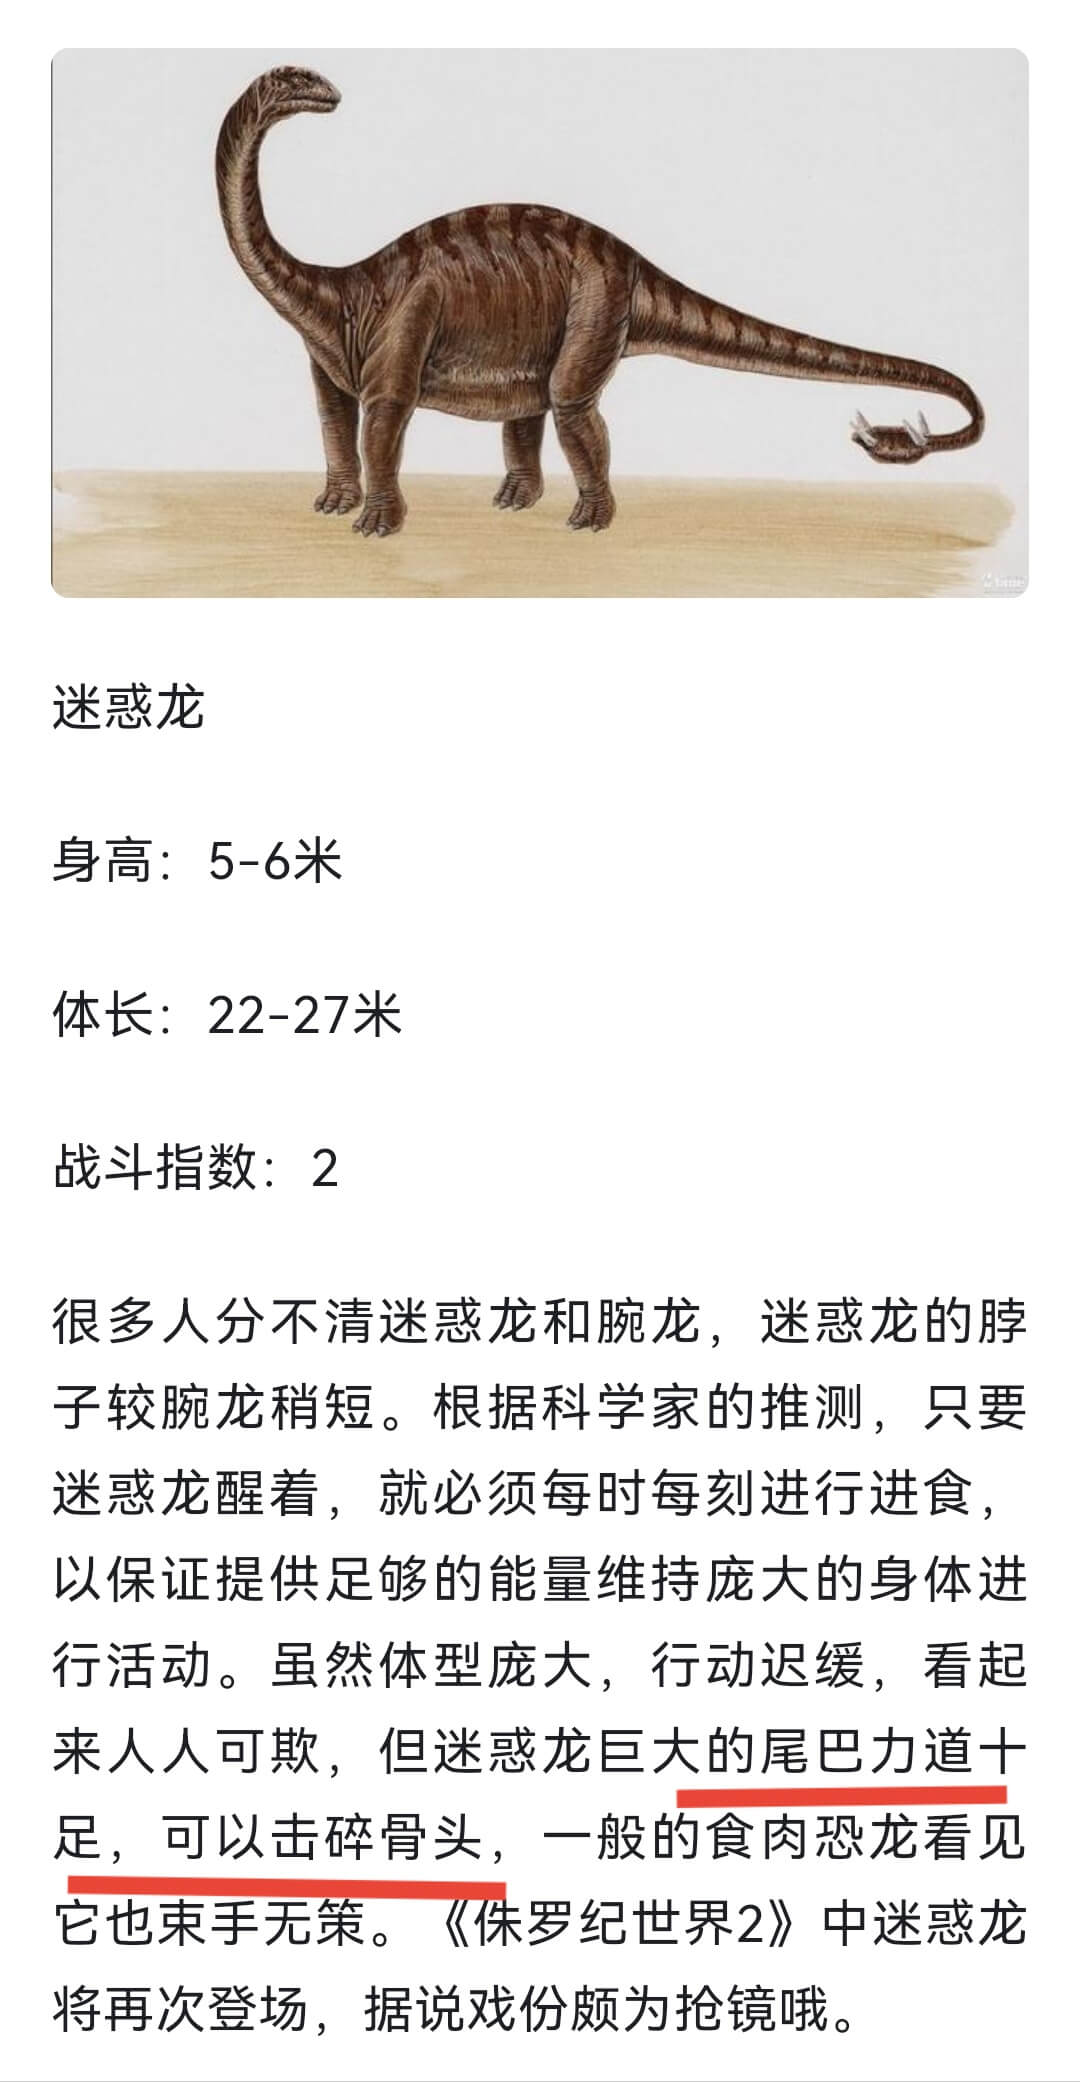 迷惑龙
身高：5-6米
体长：22-27米
战斗指数：2
很多人分不清迷惑龙和腕龙，迷惑龙的脖
子较腕龙稍短。根据科学家的推测，只要
迷惑龙醒着，就必须每时每刻进行进食，
以保证提供足够的能量维持庞大的身体进
行活动。虽然体型庞大，行动迟缓，看起
来人人可欺，但迷惑龙巨大的尾巴力道十
足，可以击碎骨头，一般的食肉恐龙看见
它也束手无策。《侏罗纪世界2》中迷惑龙
将再次登场，据说戏份颇为抢镜哦。